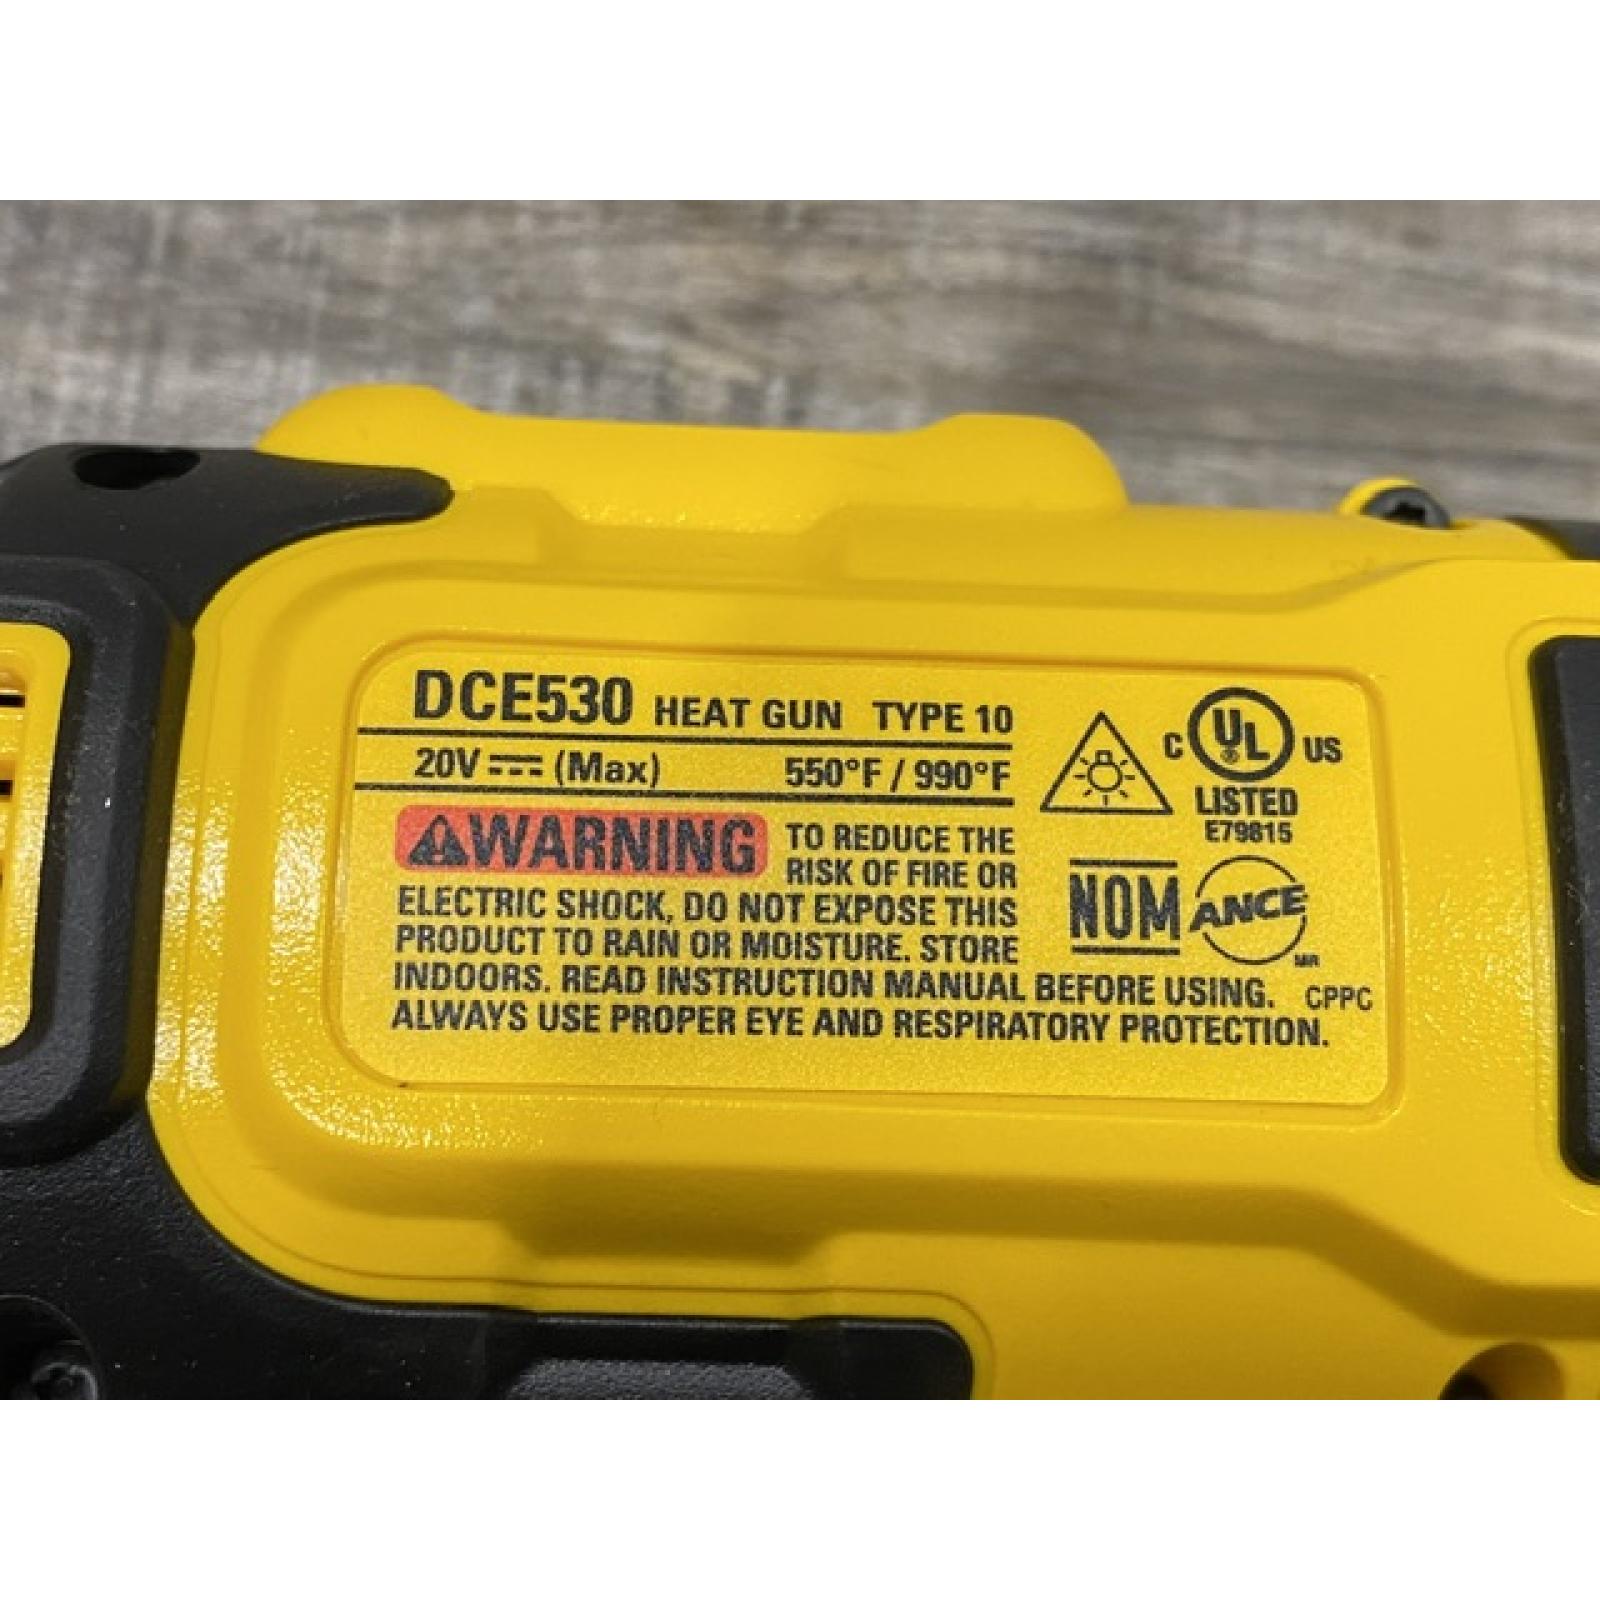 DCE530 HEAT GUN TYPE 10
20V ⎓ (Max) 550°F / 990°F
⚠WARNING TO REDUCE THE
RISK OF FIRE OR
ELECTRIC SHOCK, DO NOT EXPOSE THIS
PRODUCT TO RAIN OR MOISTURE. STORE
INDOORS. READ INSTRUCTION MANUAL BEFORE USING.
ALWAYS USE PROPER EYE AND RESPIRATORY PROTECTION.
C UL® US
LISTED
E79815
NOM ANCE
MR
CPPC